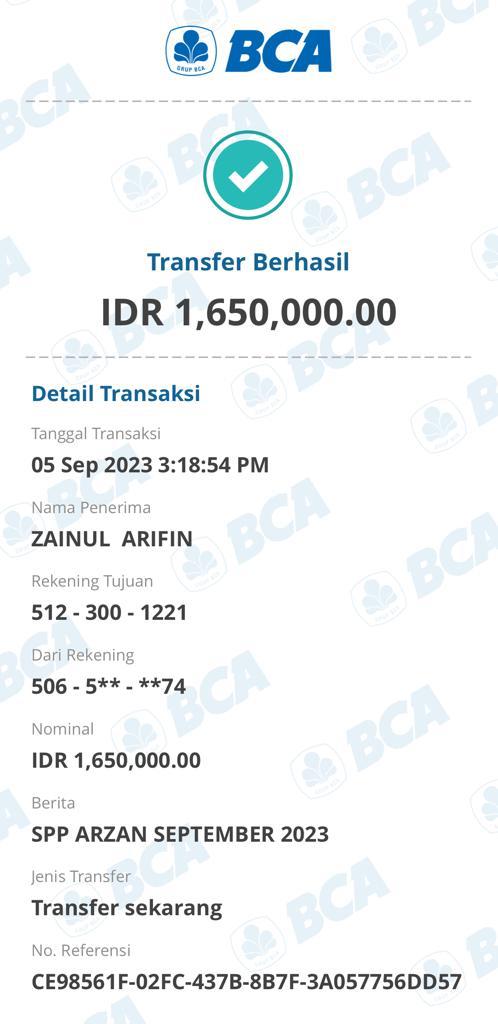 GRUP BCA
BCA
Transfer Berhasil
IDR 1,650,000.00
Detail Transaksi
Tanggal Transaksi
05 Sep 2023 3:18:54 PM
Nama Penerima
ZAINUL  ARIFIN
Rekening Tujuan
512 - 300 - 1221
Dari Rekening
506 - 5** - **74
Nominal
IDR 1,650,000.00
Berita
SPP ARZAN SEPTEMBER 2023
Jenis Transfer
Transfer sekarang
No. Referensi
CE98561F-02FC-437B-8B7F-3A057756DD57